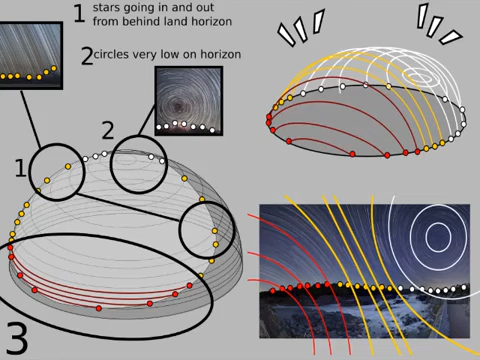 1 stars going in and out
from behind land horizon
2 circles very low on horizon
2
1
3